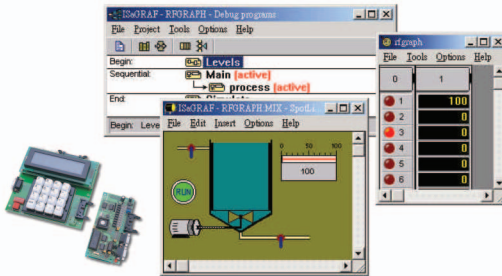 ISaGRAF - RFGRAPH - Debug programs
File Project Tools Options Help
Begin: Levels
Sequential: Main (active)
process (active)
End:
Begin: Leve
ISaGRAF - RFGRAPH.MIX - SpotLi
File Edit Insert Options Help
0 50 100
100
RUN
rfgraph
File Tools Options Help
0 1
1 100
2 0
3 0
4 0
5 0
6 0